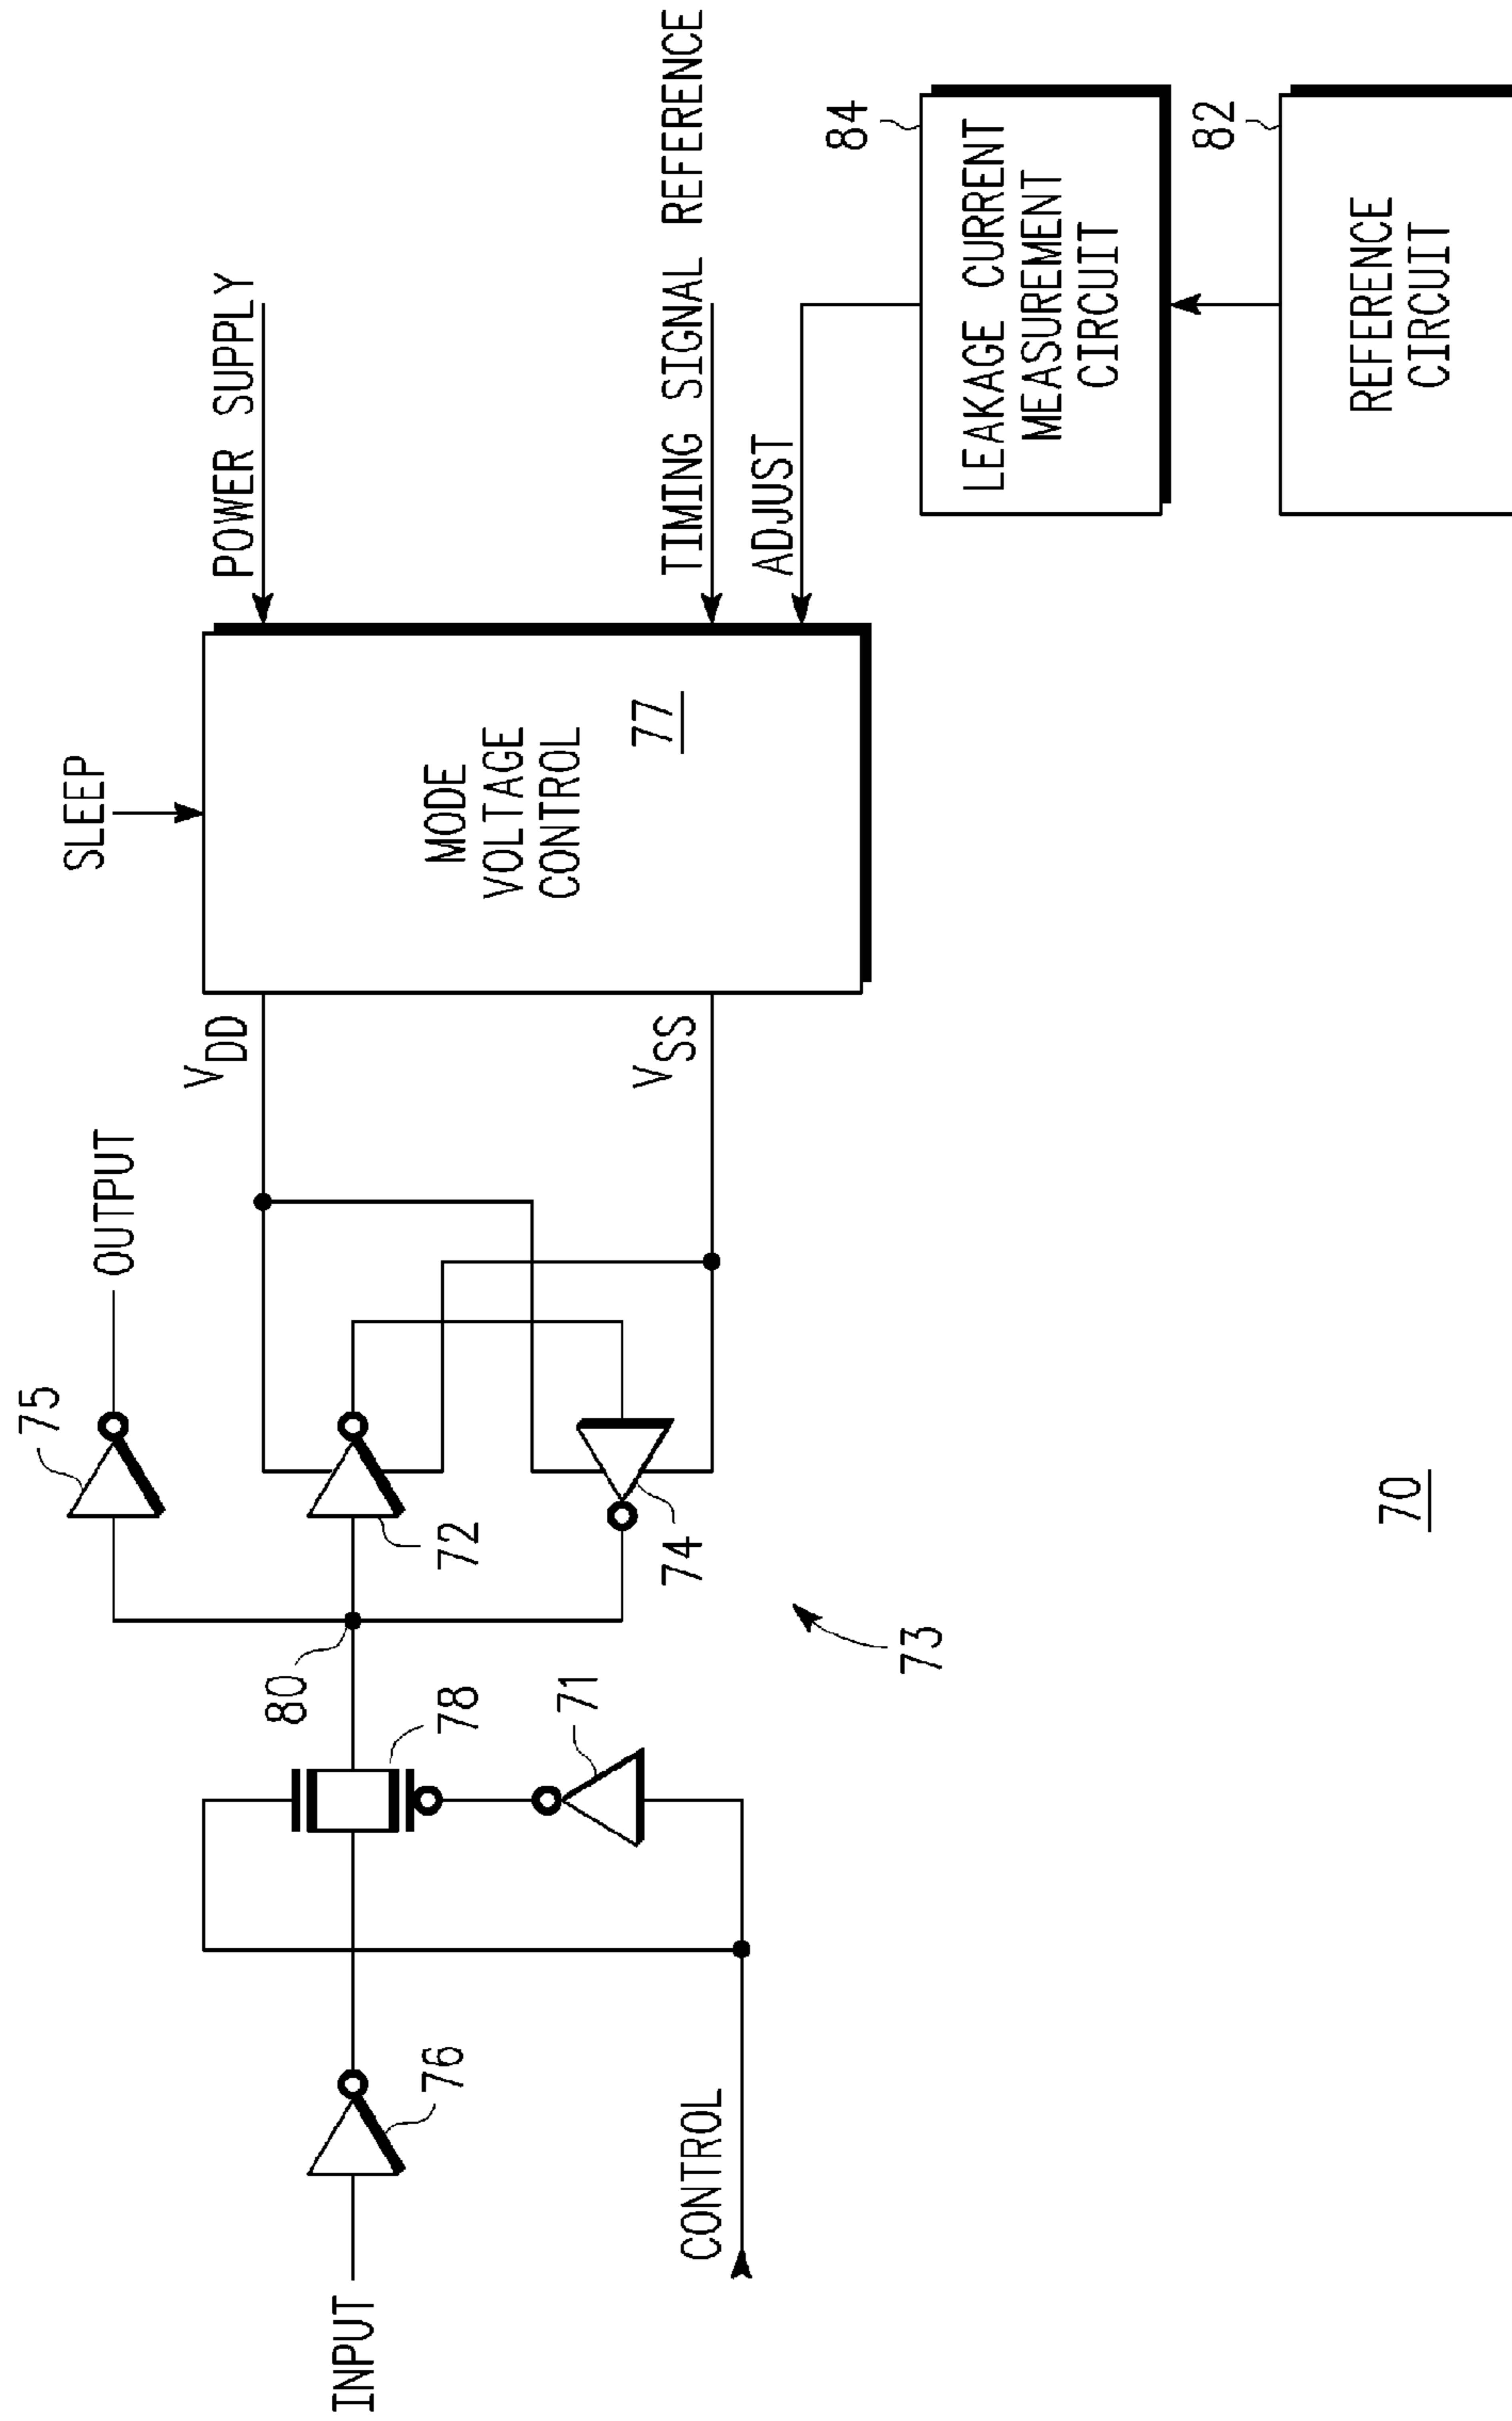 INPUT
76
CONTROL
80
78
71
73
75
72
74
OUTPUT
VDD
VSS
SLEEP
MODE
VOLTAGE
CONTROL
77
POWER SUPPLY
TIMING SIGNAL REFERENCE
ADJUST
84
LEAKAGE CURRENT
MEASUREMENT
CIRCUIT
82
REFERENCE
CIRCUIT
70